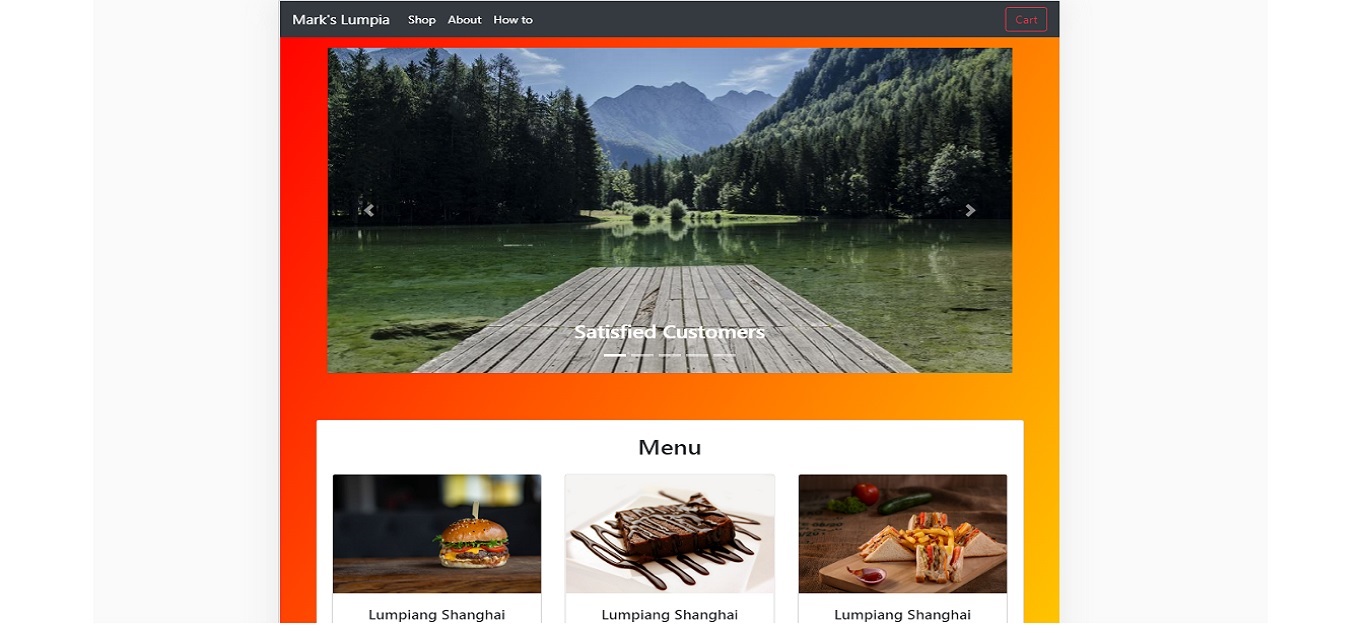 Mark's Lumpia Shop About How to Cart
Satisfied Customers
Menu
Lumpiang Shanghai Lumpiang Shanghai Lumpiang Shanghai